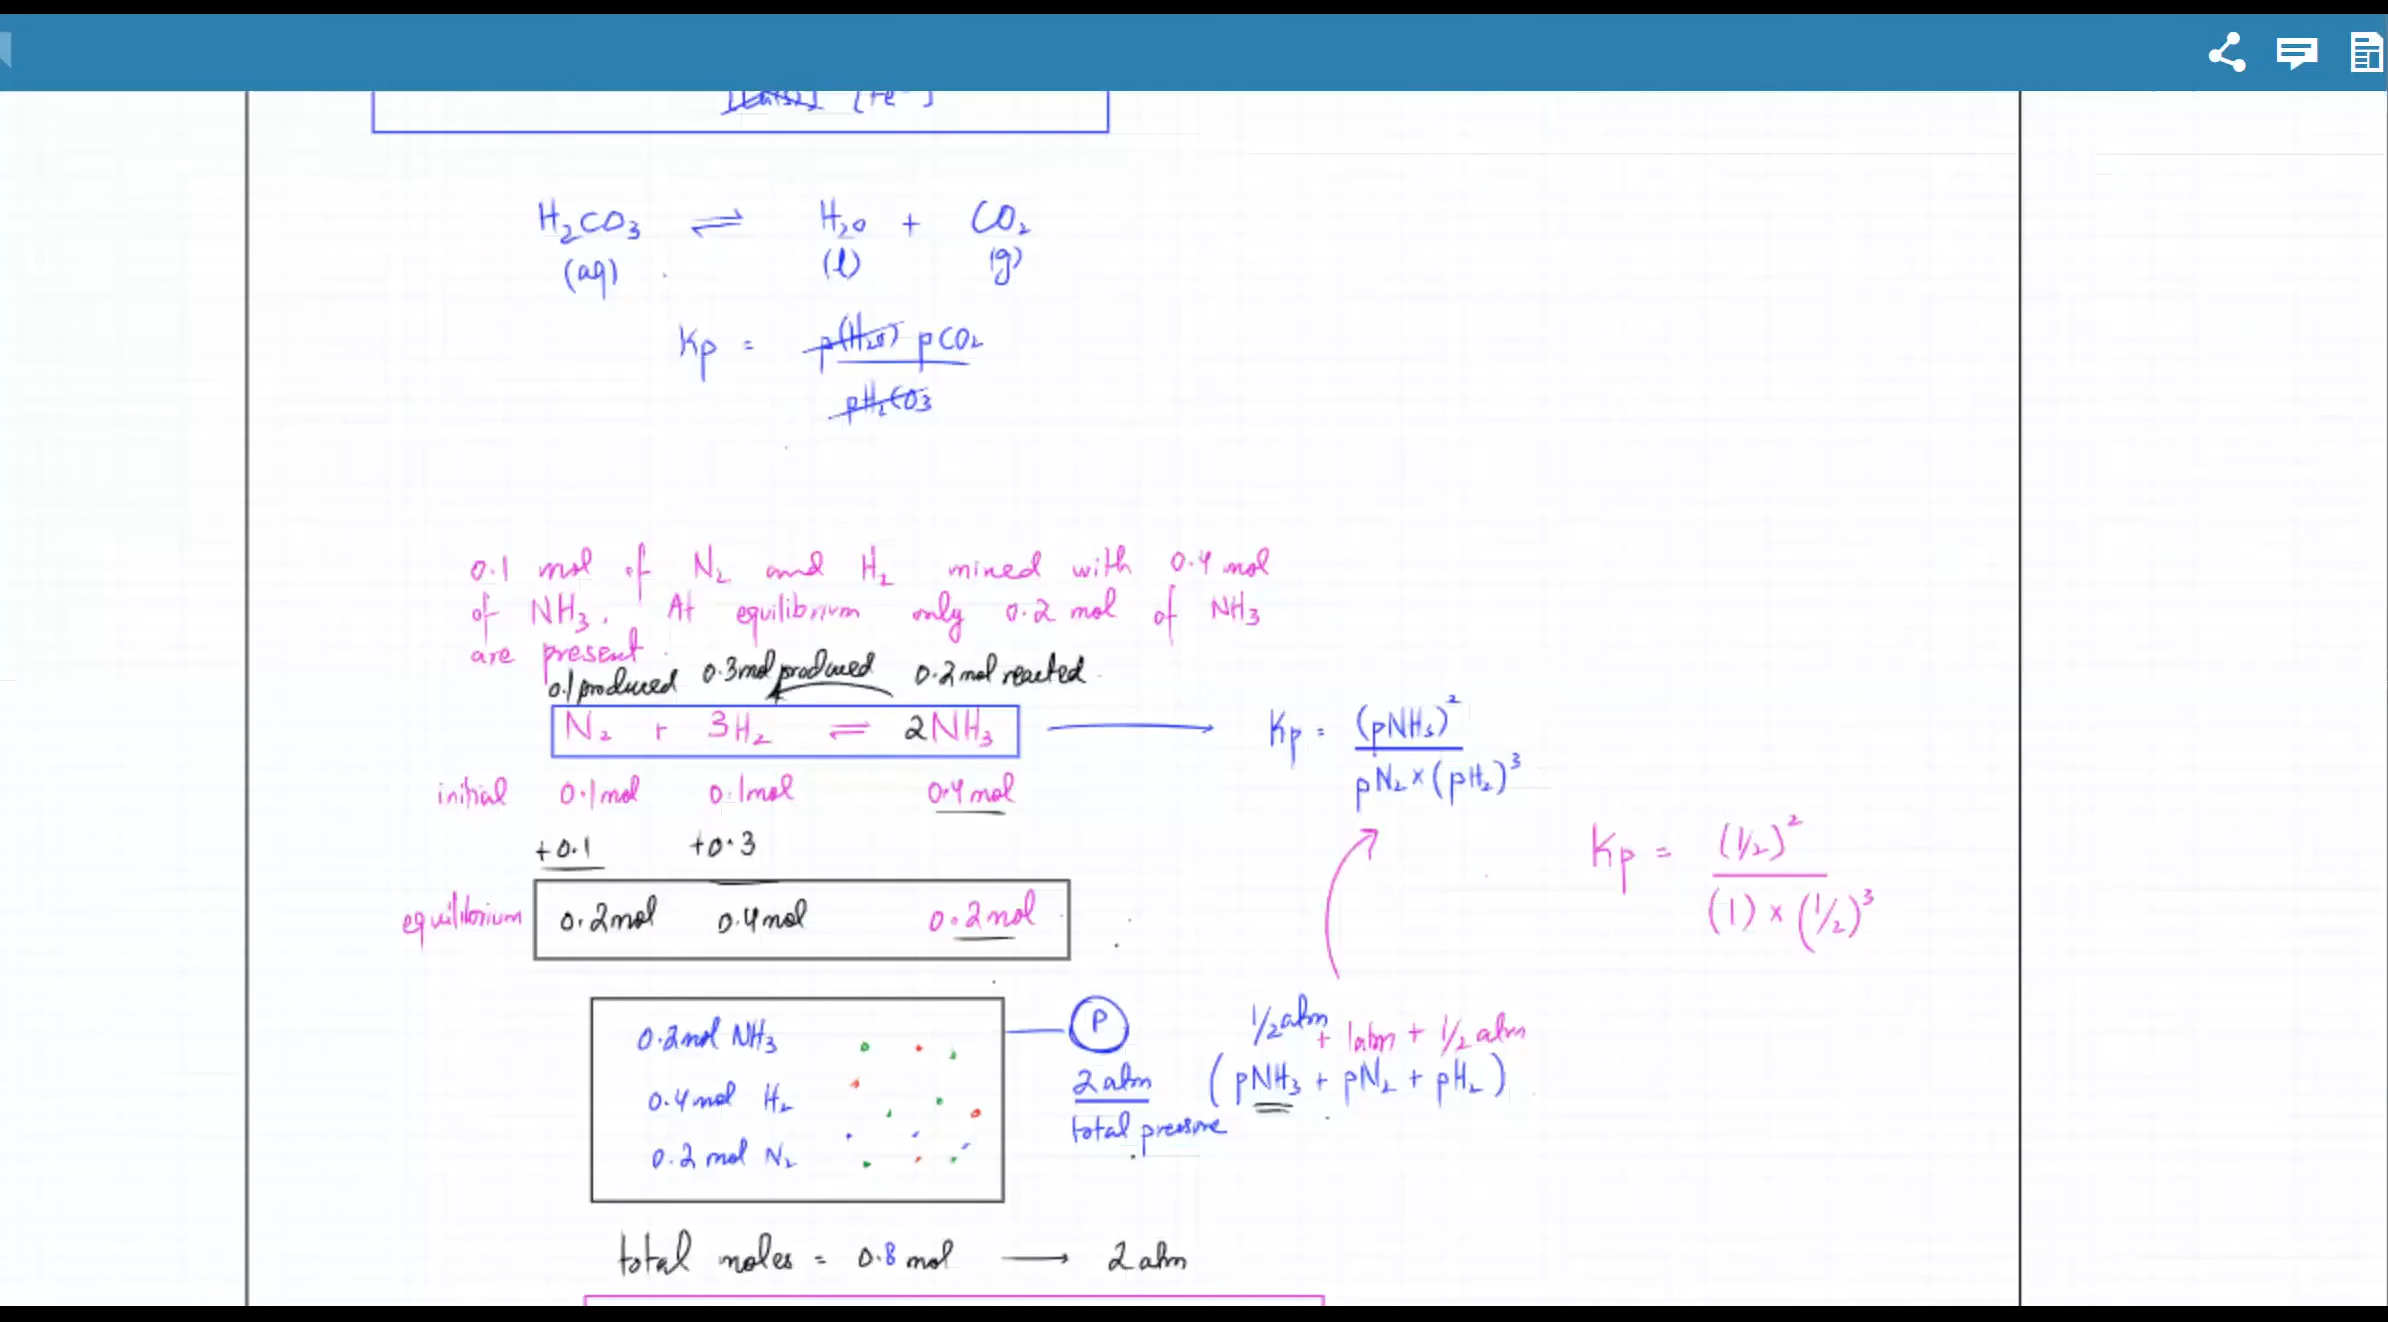 H₂CO₃ ⇌ H₂O + CO₂
(aq) (l) (g)
Kp = p(H₂O) pCO₂
pH₂CO3
0.1 mol of N₂ and H₂ mixed with 0.4 mol
of NH3. At equilibrium only 0.2 mol of NH3
are present.
0.1 produced 0.3 mol produced 0.2 mol reacted
N₂ + 3H₂ ⇌ 2NH₃
Kp = (pNH₃)²
pN₂ × (pH₂)³
initial 0.1 mol 0.1 mol 0.4 mol
+0.1 +0.3
Kp = (1/2)²
(1) × (1/2)³
equilibrium 0.2 mol 0.4 mol 0.2 mol
0.2 mol NH₃
0.4 mol H₂
0.2 mol N₂
P
1/2 atm + 1 atm + 1/2 atm
2 atm (pNH₃ + pN₂ + pH₂)
total pressure
total moles = 0.8 mol → 2 atm